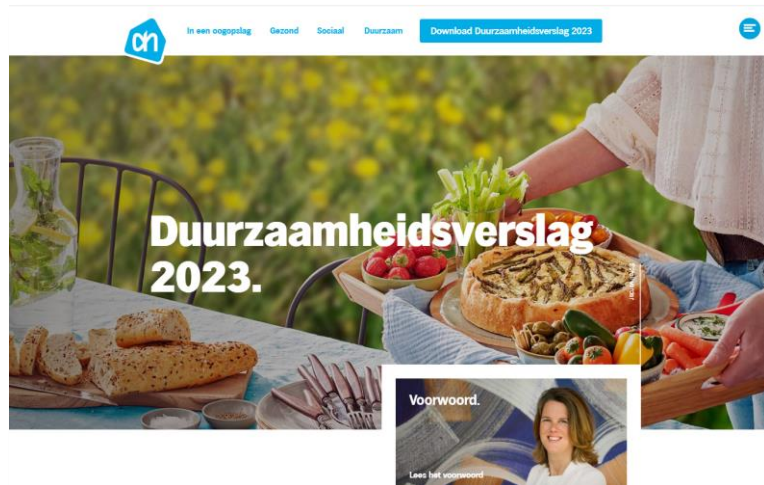 ah
In een oogopslag Gezond Sociaal Duurzaam Download Duurzaamheidsverslag 2023
Duurzaamheidsverslag
2023.
Voorwoord.
Lees het voorwoord